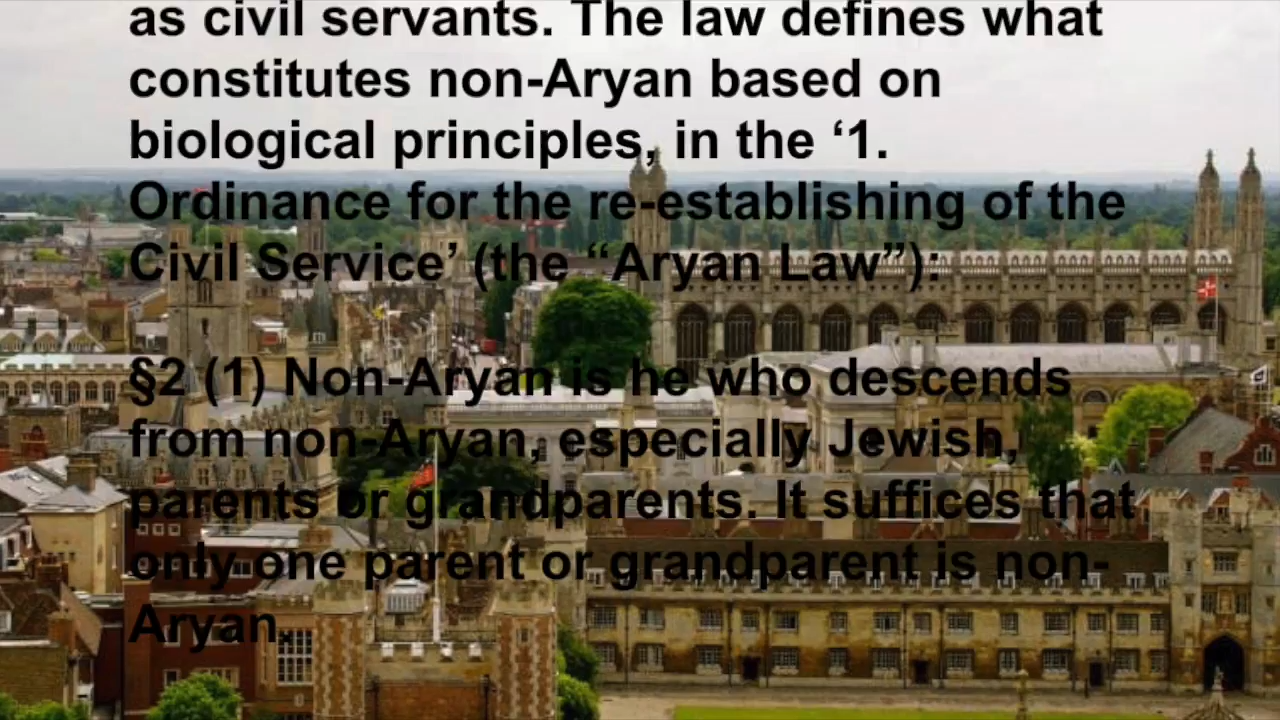 as civil servants. The law defines what
constitutes non-Aryan based on
biological principles, in the ‘1.
Ordinance for the re-establishing of the
Civil Service’ (the “Aryan Law”):
§2 (1) Non-Aryan is he who descends
from non-Aryan, especially Jewish,
parents or grandparents. It suffices that
only one parent or grandparent is non-
Aryan.